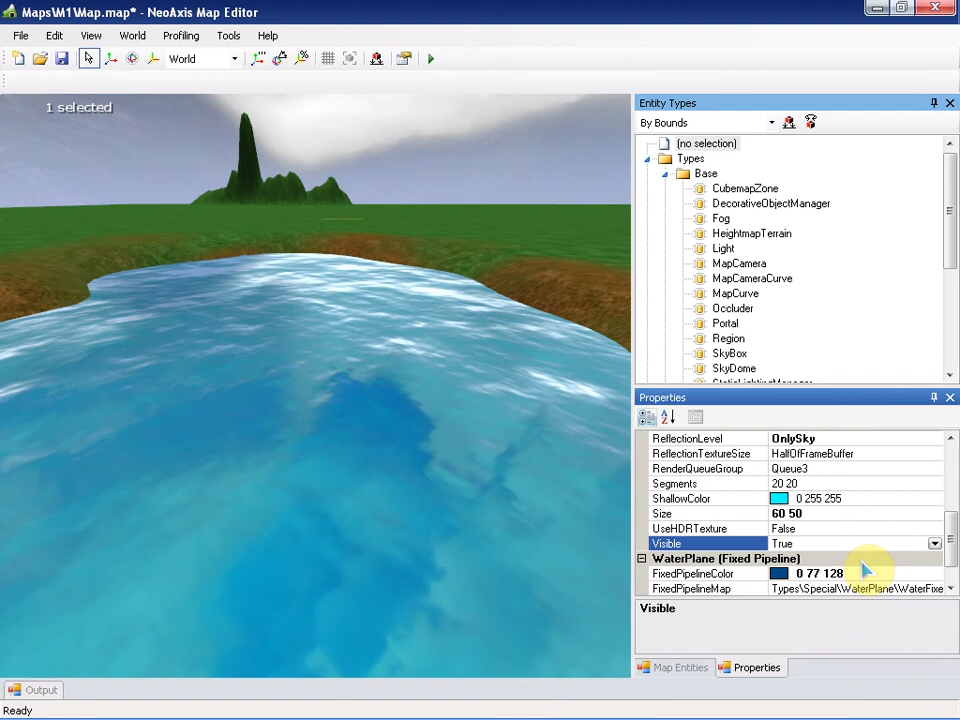 Maps\M1\Map.map* - NeoAxis Map Editor
File Edit View World Profiling Tools Help
World
1 selected
Entity Types
By Bounds
(no selection)
Types
Base
CubemapZone
DecorativeObjectManager
Fog
HeightmapTerrain
Light
MapCamera
MapCameraCurve
MapCurve
Occluder
Portal
Region
SkyBox
SkyDome
StaticLightingManager
Properties
ReflectionLevel OnlySky
ReflectionTextureSize HalfOfFrameBuffer
RenderQueueGroup Queue3
Segments 20 20
ShallowColor 0 255 255
Size 60 50
UseHDRTexture False
Visible True
WaterPlane (Fixed Pipeline)
FixedPipelineColor 0 77 128
FixedPipelineMap Types\Special\WaterPlane\WaterFixe
Visible
Map Entities Properties
Output
Ready